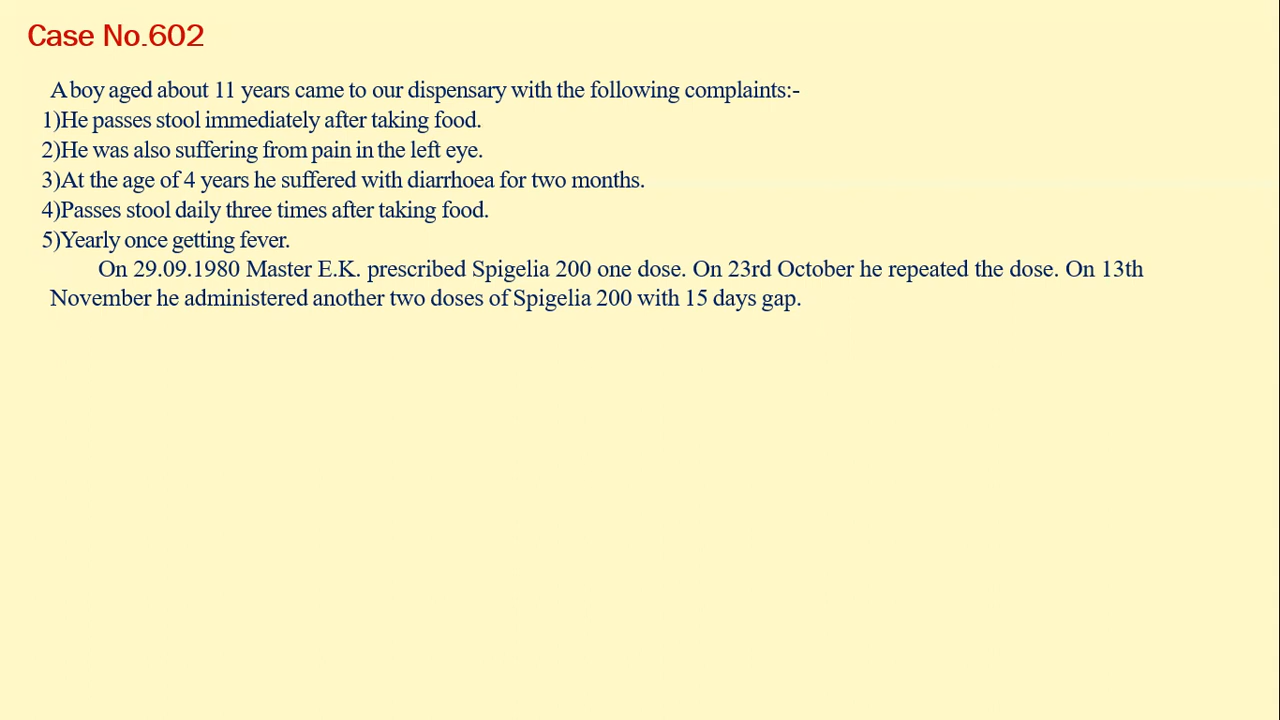 Case No.602
A boy aged about 11 years came to our dispensary with the following complaints:-
1)He passes stool immediately after taking food.
2)He was also suffering from pain in the left eye.
3)At the age of 4 years he suffered with diarrhoea for two months.
4)Passes stool daily three times after taking food.
5)Yearly once getting fever.
On 29.09.1980 Master E.K. prescribed Spigelia 200 one dose. On 23rd October he repeated the dose. On 13th
November he administered another two doses of Spigelia 200 with 15 days gap.